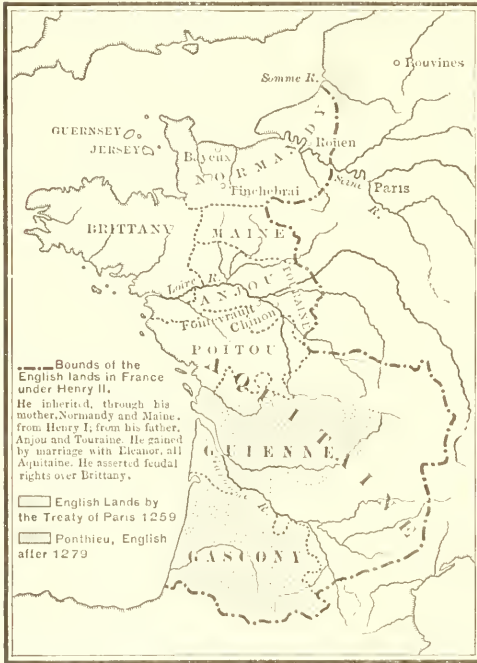 Bouvines
Somme R.
GUERNSEY
JERSEY
Bayeux
Rouen
NORMANDY
Tinchebrai
Seine R.
Paris
BRITTANY
MAINE
Loire R.
ANJOU
TOURAINE
Fontevrault
Chinon
POITOU
AQUITAINE
GUIENNE
GASCONY
Bounds of the
English lands in France
under Henry II.
He inherited, through his
mother, Normandy and Maine,
from Henry I; from his father,
Anjou and Touraine. He gained
by marriage with Eleanor, all
Aquitaine. He asserted feudal
rights over Brittany.
English Lands by
the Treaty of Paris 1259
Ponthieu, English
after 1279